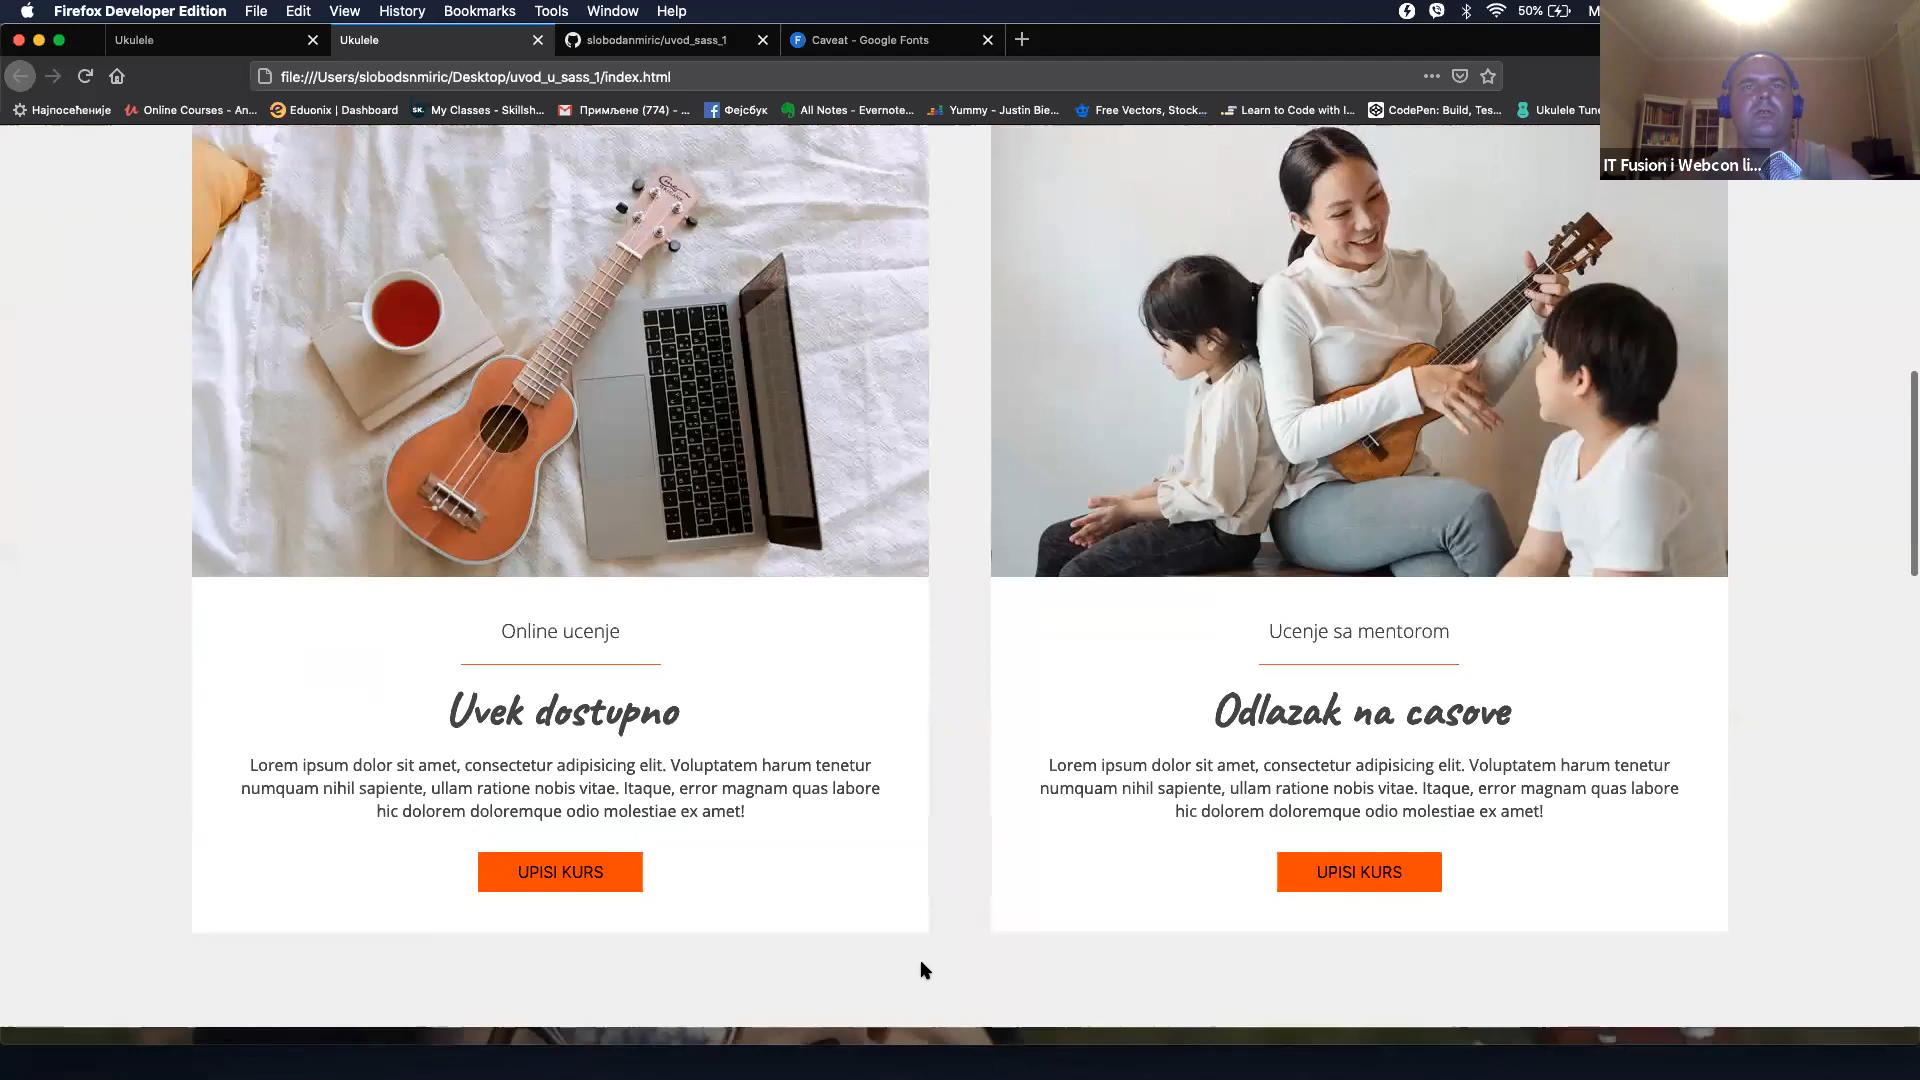 Firefox Developer Edition File Edit View History Bookmarks Tools Window Help 50% M
Ukulele Ukulele slobodanmiric/uvod_sass_1 Caveat - Google Fonts
file:///Users/slobodsnmiric/Desktop/uvod_u_sass_1/index.html
Најпосећеније Online Courses - An... Eduonix | Dashboard SK. My Classes - Skillsh... Примљене (774) - ... Фејсбук All Notes - Evernote... Yummy - Justin Bie... Free Vectors, Stock... Learn to Code with I... CodePen: Build, Tes... Ukulele Tune
IT Fusion i Webcon li...
Online ucenje
Uvek dostupno
Lorem ipsum dolor sit amet, consectetur adipisicing elit. Voluptatem harum tenetur
numquam nihil sapiente, ullam ratione nobis vitae. Itaque, error magnam quas labore
hic dolorem doloremque odio molestiae ex amet!
UPISI KURS
Ucenje sa mentorom
Odlazak na casove
Lorem ipsum dolor sit amet, consectetur adipisicing elit. Voluptatem harum tenetur
numquam nihil sapiente, ullam ratione nobis vitae. Itaque, error magnam quas labore
hic dolorem doloremque odio molestiae ex amet!
UPISI KURS